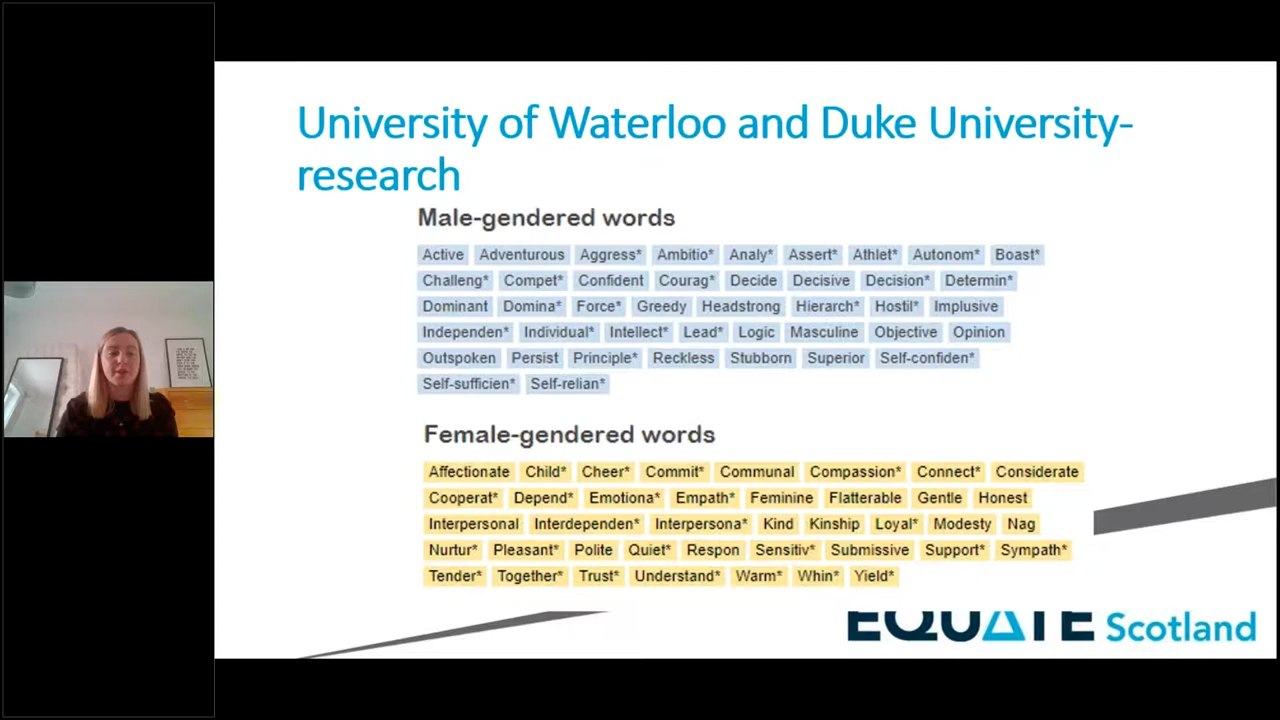 University of Waterloo and Duke University-
research
Male-gendered words
Active Adventurous Aggress* Ambitio* Analy* Assert* Athlet* Autonom* Boast*
Challeng* Compet* Confident Courag* Decide Decisive Decision* Determin*
Dominant Domina* Force* Greedy Headstrong Hierarch* Hostil* Implusive
Independen* Individual* Intellect* Lead* Logic Masculine Objective Opinion
Outspoken Persist Principle* Reckless Stubborn Superior Self-confiden*
Self-sufficien* Self-relian*
Female-gendered words
Affectionate Child* Cheer* Commit* Communal Compassion* Connect* Considerate
Cooperat* Depend* Emotiona* Empath* Feminine Flatterable Gentle Honest
Interpersonal Interdependen* Interpersona* Kind Kinship Loyal* Modesty Nag
Nurtur* Pleasant* Polite Quiet* Respon Sensitiv* Submissive Support* Sympath*
Tender* Together* Trust* Understand* Warm* Whin* Yield*
EQUATE Scotland